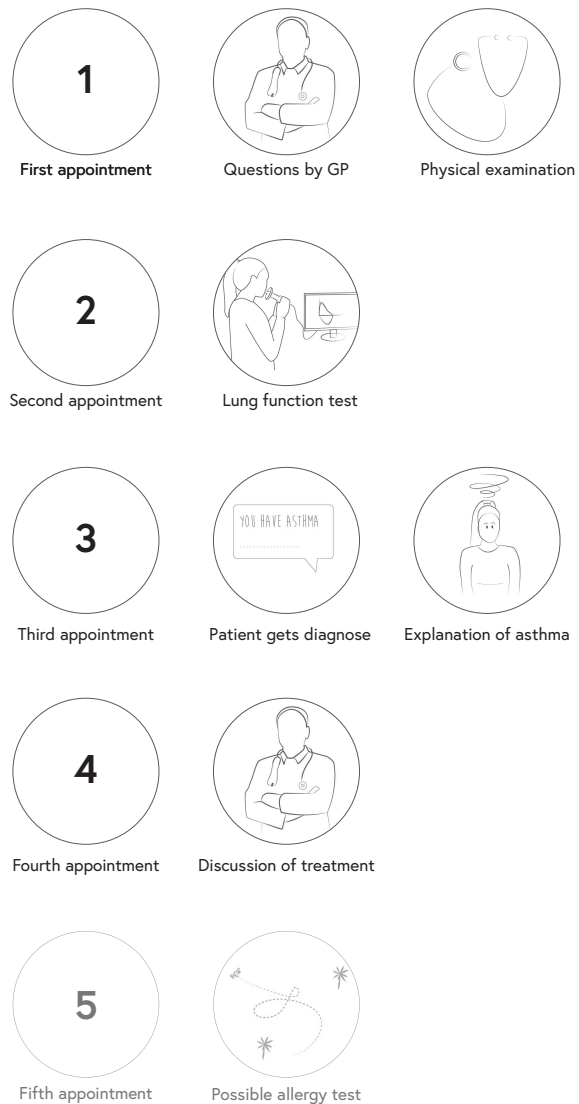 1
First appointment
Questions by GP
Physical examination
2
Second appointment
Lung function test
3
YOU HAVE ASTHMA
Third appointment
Patient gets diagnose
Explanation of asthma
4
Fourth appointment
Discussion of treatment
5
Fifth appointment
Possible allergy test